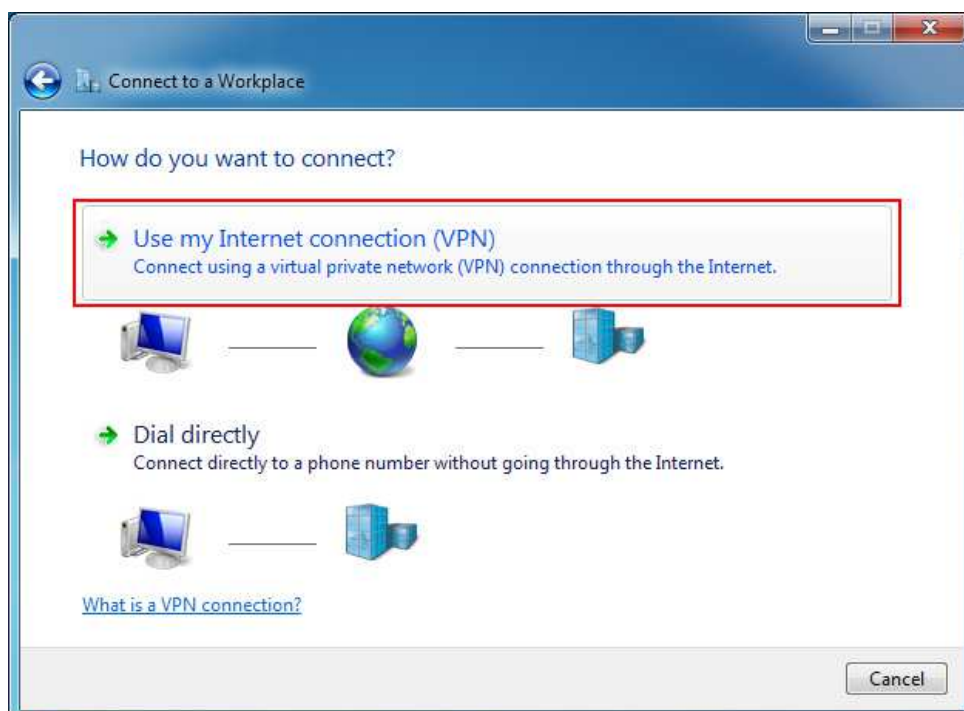 Connect to a Workplace
How do you want to connect?
Use my Internet connection (VPN)
Connect using a virtual private network (VPN) connection through the Internet.
Dial directly
Connect directly to a phone number without going through the Internet.
What is a VPN connection?
Cancel